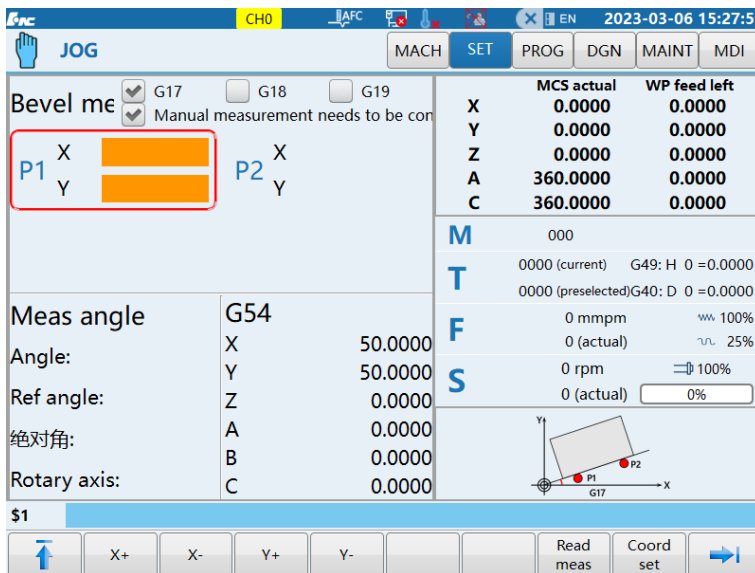 HNC CH0 AFC EN 2023-03-06 15:27:5
JOG MACH SET PROG DGN MAINT MDI
Bevel me G17 G18 G19
Manual measurement needs to be con
P1 X P2 X
Y Y
MCS actual WP feed left
X 0.0000 0.0000
Y 0.0000 0.0000
Z 0.0000 0.0000
A 360.0000 0.0000
C 360.0000 0.0000
M 000
T 0000 (current) G49: H 0 =0.0000
0000 (preselected)G40: D 0 =0.0000
F 0 mmpm 100%
0 (actual) 25%
S 0 rpm 100%
0 (actual) 0%
Meas angle
Angle:
Ref angle:
绝对角:
Rotary axis:
G54
X 50.0000
Y 50.0000
Z 0.0000
A 0.0000
B 0.0000
C 0.0000
Y
P2
P1
X
G17
$1
X+ X- Y+ Y- Read meas Coord set